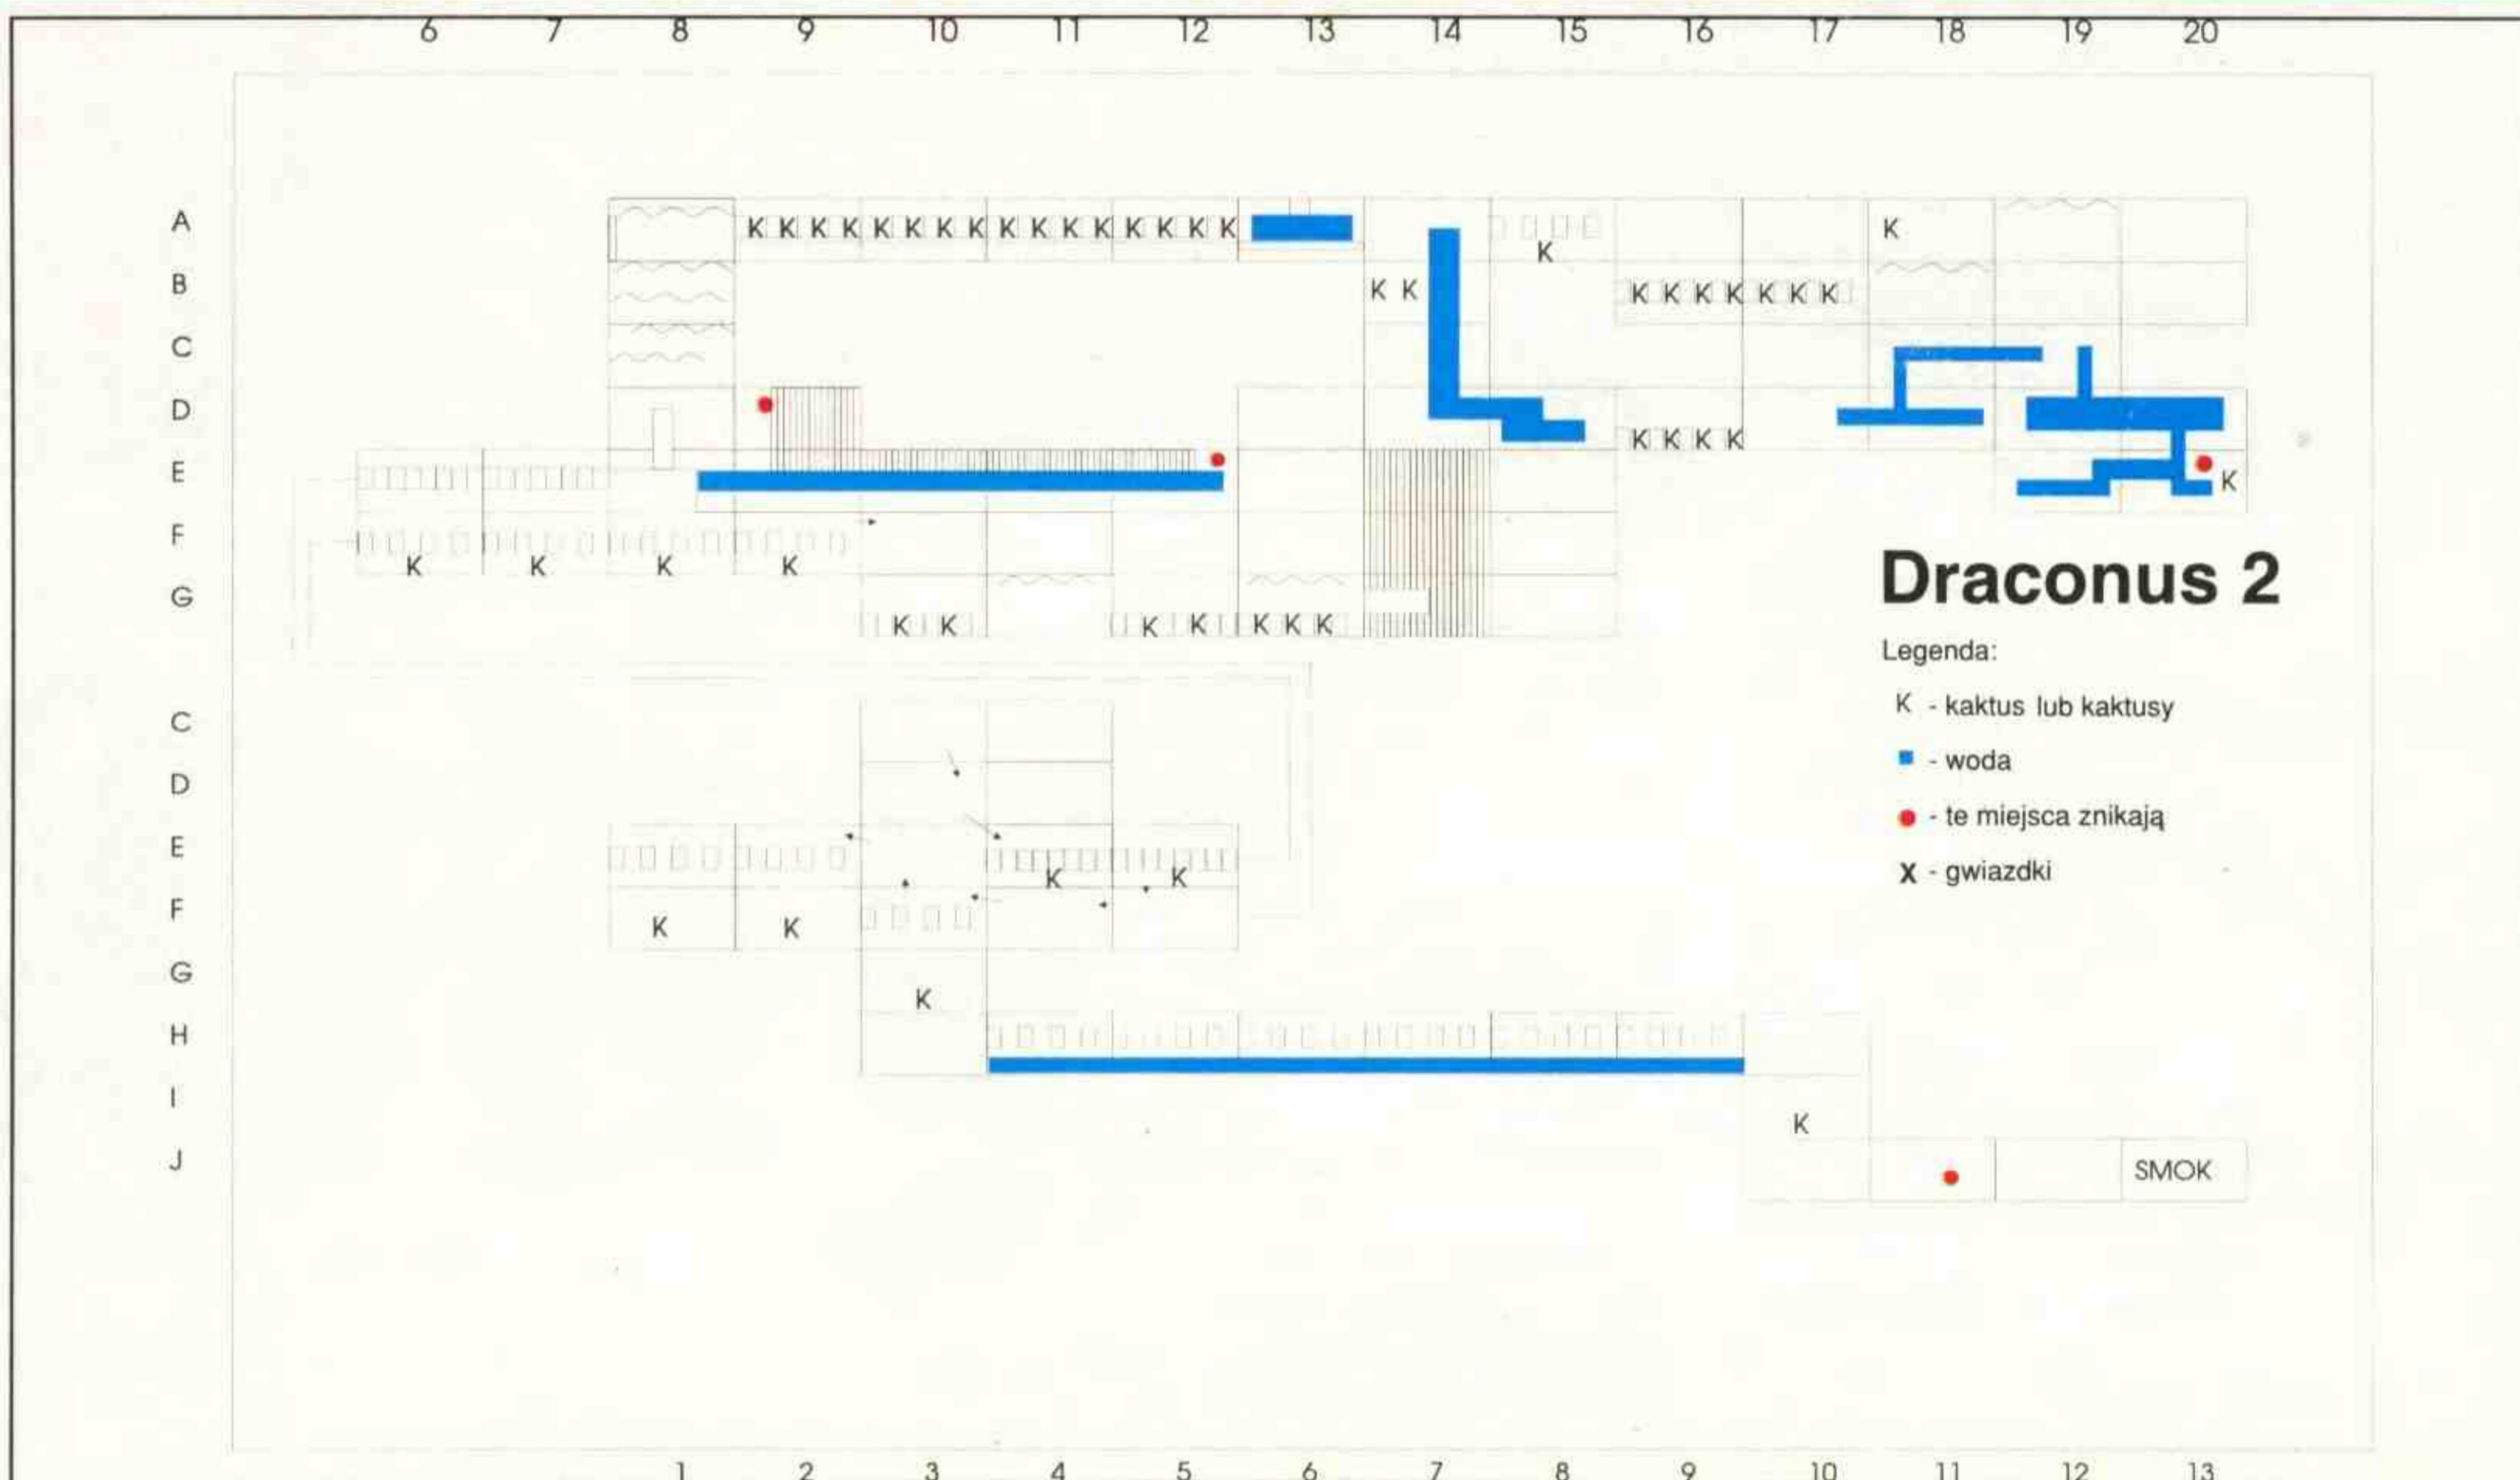 6 7 8 9 10 11 12 13 14 15 16 17 18 19 20
A K K K K K K K K K K K K K K K K K
K
B K K K K K K K K K
C
D
K K K K
E K
F
K K K K
G
K K K K K K K
Draconus 2
Legenda:
K - kaktus lub kaktusy
- woda
- te miejsca znikają
X - gwiazdki
C
D
E
K K
F
K K
G
K
H
I
K
J
SMOK
1 2 3 4 5 6 7 8 9 10 11 12 13